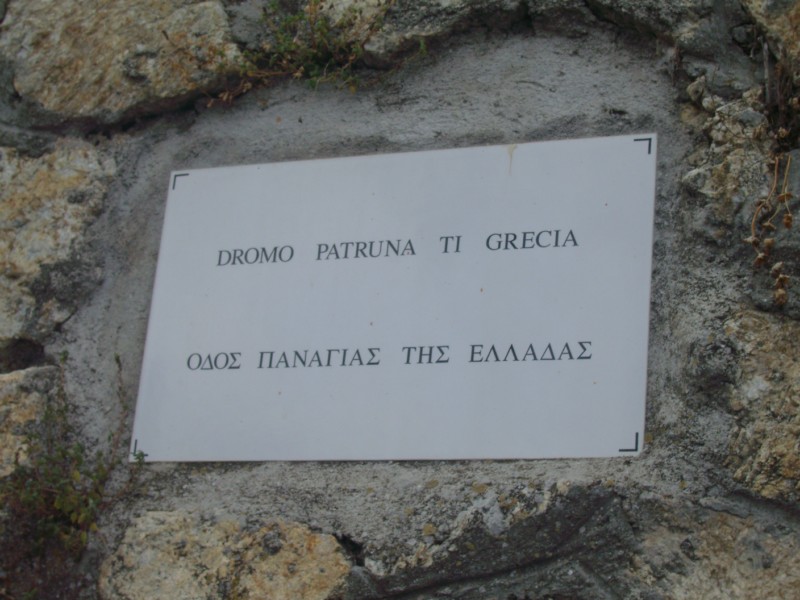 DROMO PATRUNA TI GRECIA
ΟΔΟΣ ΠΑΝΑΓΙΑΣ ΤΗΣ ΕΛΛΑΔΑΣ